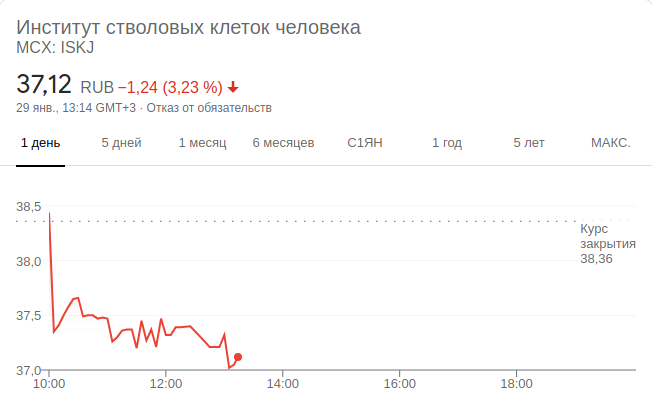 Институт стволовых клеток человека
MCX: ISKJ
37,12 RUB −1,24 (3,23 %)
29 янв., 13:14 GMT+3 · Отказ от обязательств
1 день 5 дней 1 месяц 6 месяцев С1ЯН 1 год 5 лет МАКС.
38,5
Курс
закрытия
38,36
38,0
37,5
37,0
10:00 12:00 14:00 16:00 18:00